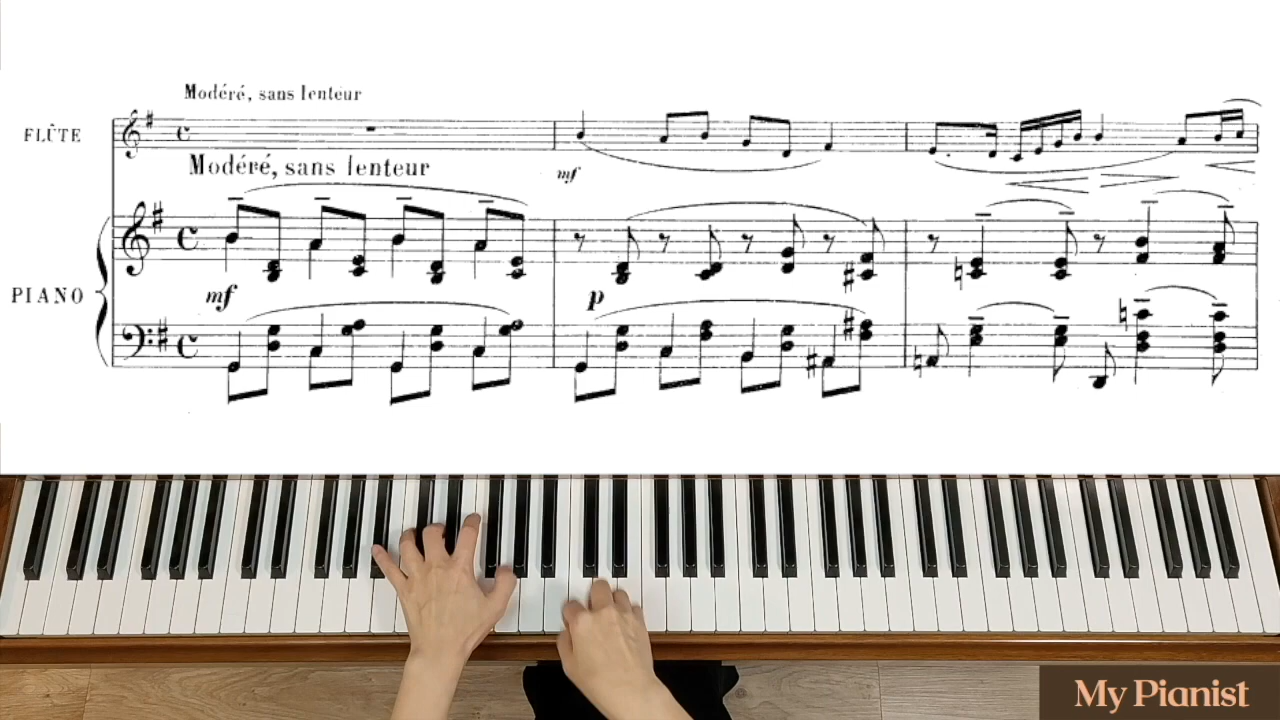 Modéré, sans lenteur
FLÛTE
Modéré, sans lenteur
mf
PIANO
mf
p
My Pianist